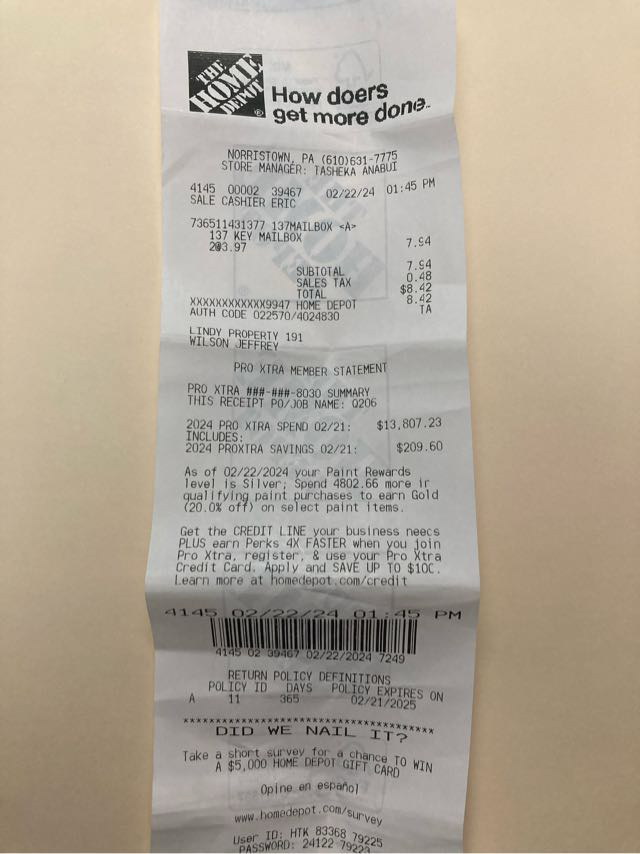 THE
HOME
DEPOT
®
How doers
get more done.
NORRISTOWN, PA (610)631-7775
STORE MANAGER: TASHEKA ANABUI
4145 00002 39467 02/22/24 01:45 PM
SALE CASHIER ERIC
736511431377 137MAILBOX <A>
137 KEY MAILBOX
2@3.97 7.94
SUBTOTAL 7.94
SALES TAX 0.48
TOTAL $8.42
XXXXXXXXXXXX9947 HOME DEPOT 8.42
AUTH CODE 022570/4024830 TA
LINDY PROPERTY 191
WILSON JEFFREY
PRO XTRA MEMBER STATEMENT
PRO XTRA ###-###-8030 SUMMARY
THIS RECEIPT PO/JOB NAME: Q206
2024 PRO XTRA SPEND 02/21: $13,807.23
INCLUDES:
2024 PROXTRA SAVINGS 02/21: $209.60
As of 02/22/2024 your Paint Rewards
level is Silver; Spend 4802.66 more in
qualifying paint purchases to earn Gold
(20.0% off) on select paint items.
Get the CREDIT LINE your business needs
PLUS earn Perks 4X FASTER when you join
Pro Xtra, register, & use your Pro Xtra
Credit Card. Apply and SAVE UP TO $100.
Learn more at homedepot.com/credit
4145 02/22/24 01:45 PM
4145 02 39467 02/22/2024 7249
RETURN POLICY DEFINITIONS
POLICY ID DAYS POLICY EXPIRES ON
A 11 365 02/21/2025
****************************************
DID WE NAIL IT?
Take a short survey for a chance TO WIN
A $5,000 HOME DEPOT GIFT CARD
Opine en español
www.homedepot.com/survey
User ID: HTK 83368 79225
PASSWORD: 24122 79223